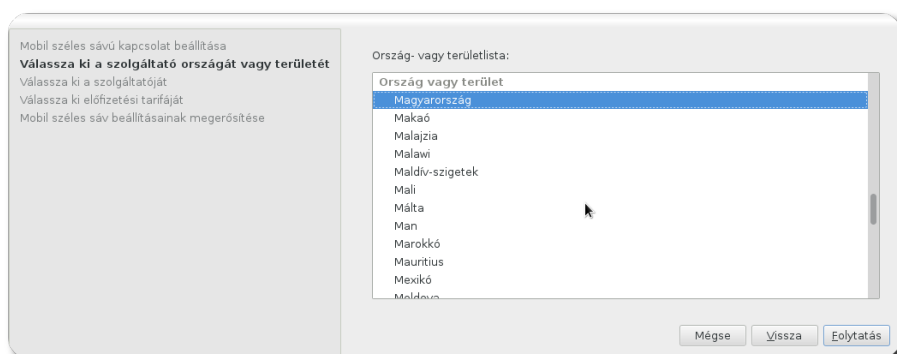 Mobil széles sávú kapcsolat beállítása
Válassza ki a szolgáltató országát vagy területét
Válassza ki a szolgáltatóját
Válassza ki előfizetési tarifáját
Mobil széles sáv beállításainak megerősítése
Ország- vagy területlista:
Ország vagy terület
Magyarország
Makaó
Malajzia
Malawi
Maldív-szigetek
Mali
Málta
Man
Marokkó
Mauritius
Mexikó
Moldova
Mégse
Vissza
Folytatás